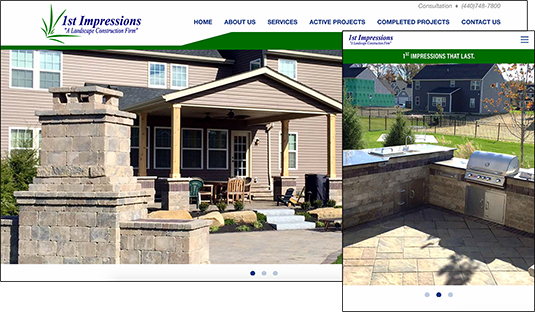 Consultation ♦ (440)748-7800
1st Impressions
"A Landscape Construction Firm"
HOME ABOUT US SERVICES ACTIVE PROJECTS COMPLETED PROJECTS CONTACT US
1st Impressions
"A Landscape Construction Firm"
1ST IMPRESSIONS THAT LAST.